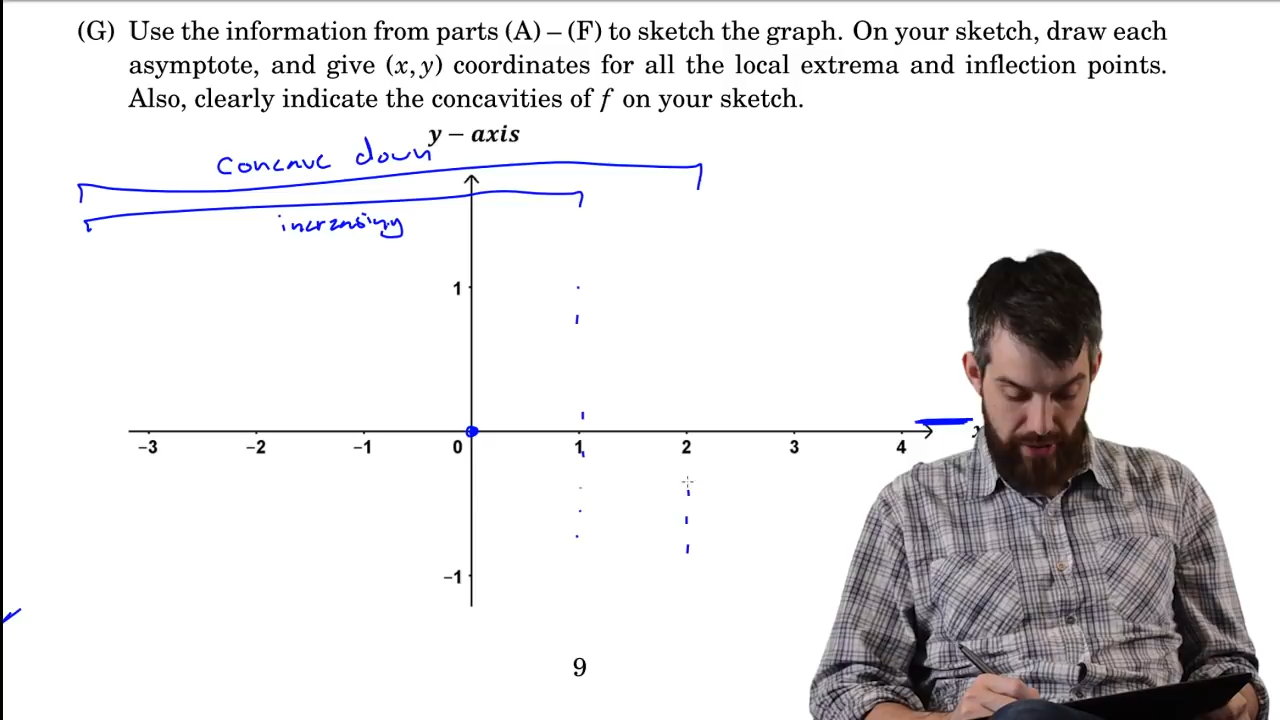 (G) Use the information from parts (A) – (F) to sketch the graph. On your sketch, draw each
asymptote, and give (x, y) coordinates for all the local extrema and inflection points.
Also, clearly indicate the concavities of f on your sketch.
y – axis
concave down
increasing
1
-3 -2 -1 0 1 2 3 4
-1
9